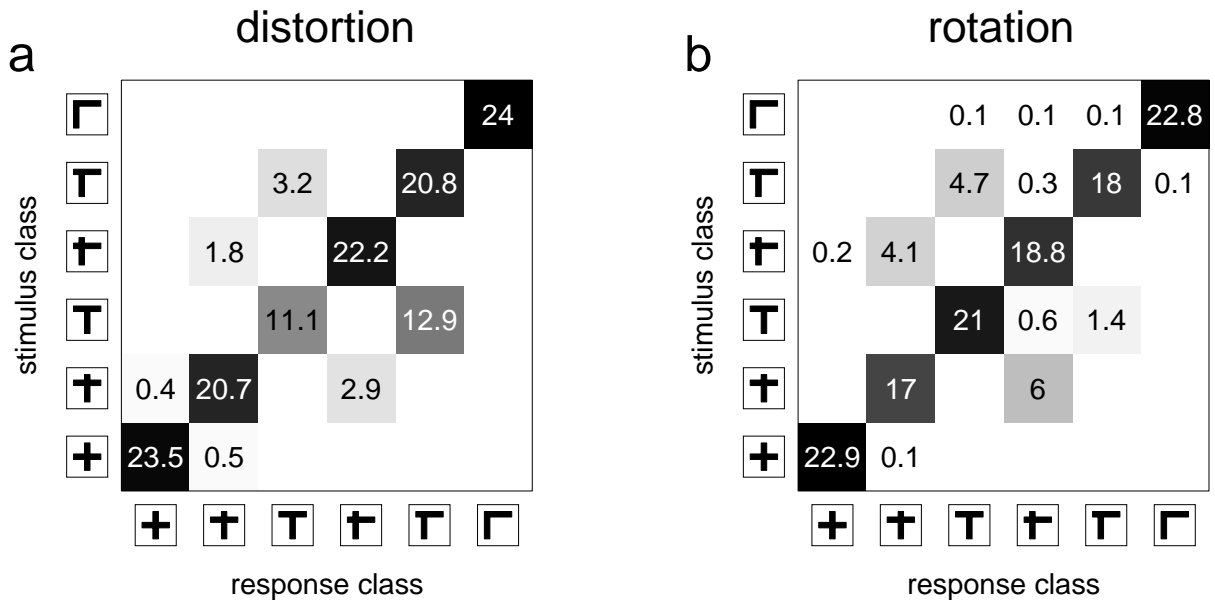 distortion
a
24
3.2 20.8
1.8 22.2
11.1 12.9
0.4 20.7 2.9
23.5 0.5
stimulus class
response class
rotation
b
0.1 0.1 0.1 22.8
4.7 0.3 18 0.1
0.2 4.1 18.8
21 0.6 1.4
17 6
22.9 0.1
stimulus class
response class